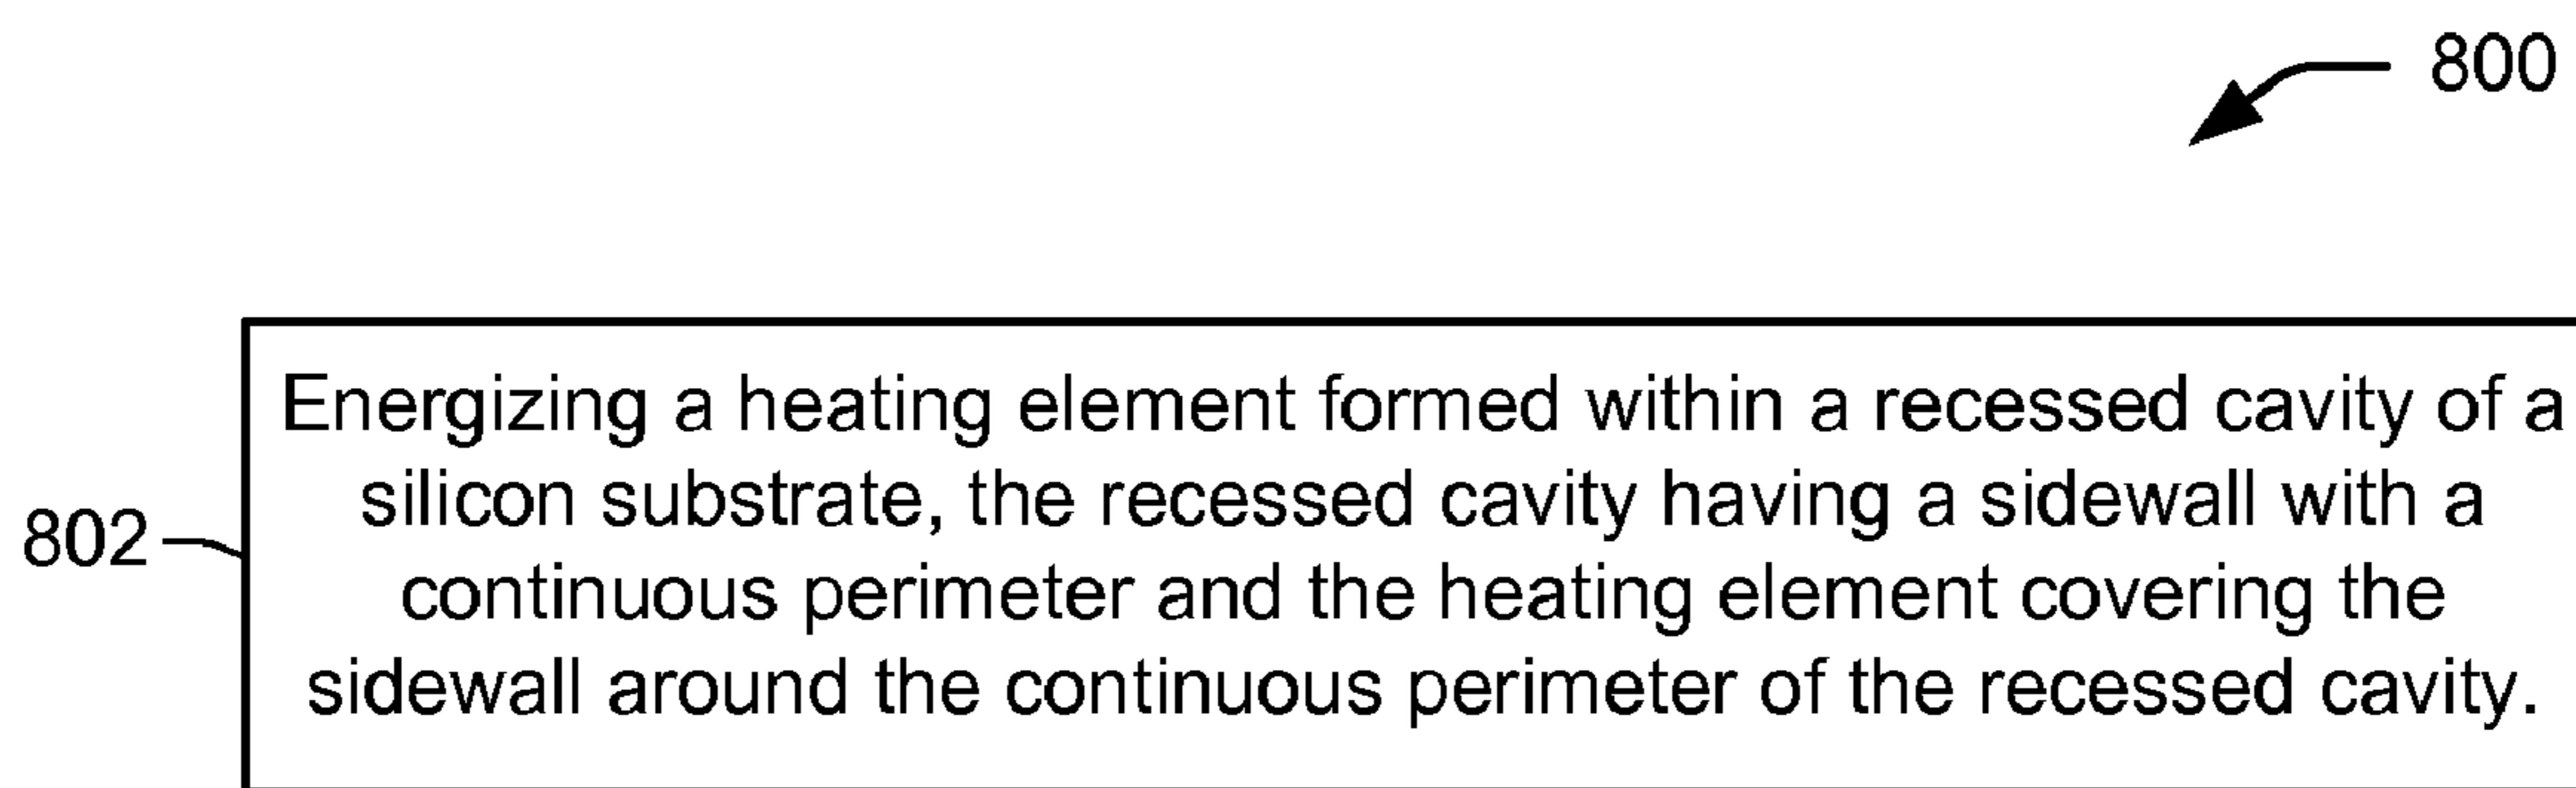 800
Energizing a heating element formed within a recessed cavity of a
silicon substrate, the recessed cavity having a sidewall with a
802
continuous perimeter and the heating element covering the
sidewall around the continuous perimeter of the recessed cavity.